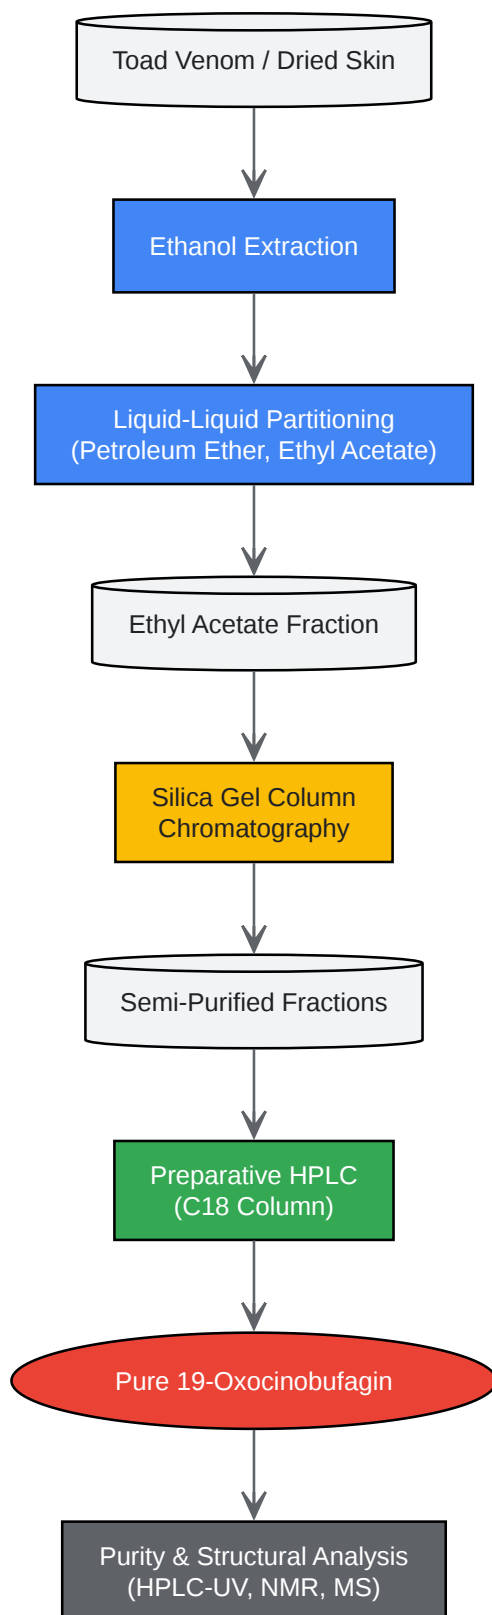 Toad Venom / Dried Skin
Ethanol Extraction
Liquid-Liquid Partitioning
(Petroleum Ether, Ethyl Acetate)
Ethyl Acetate Fraction
Silica Gel Column
Chromatography
Semi-Purified Fractions
Preparative HPLC
(C18 Column)
Pure 19-Oxocinobufagin
Purity & Structural Analysis
(HPLC-UV, NMR, MS)